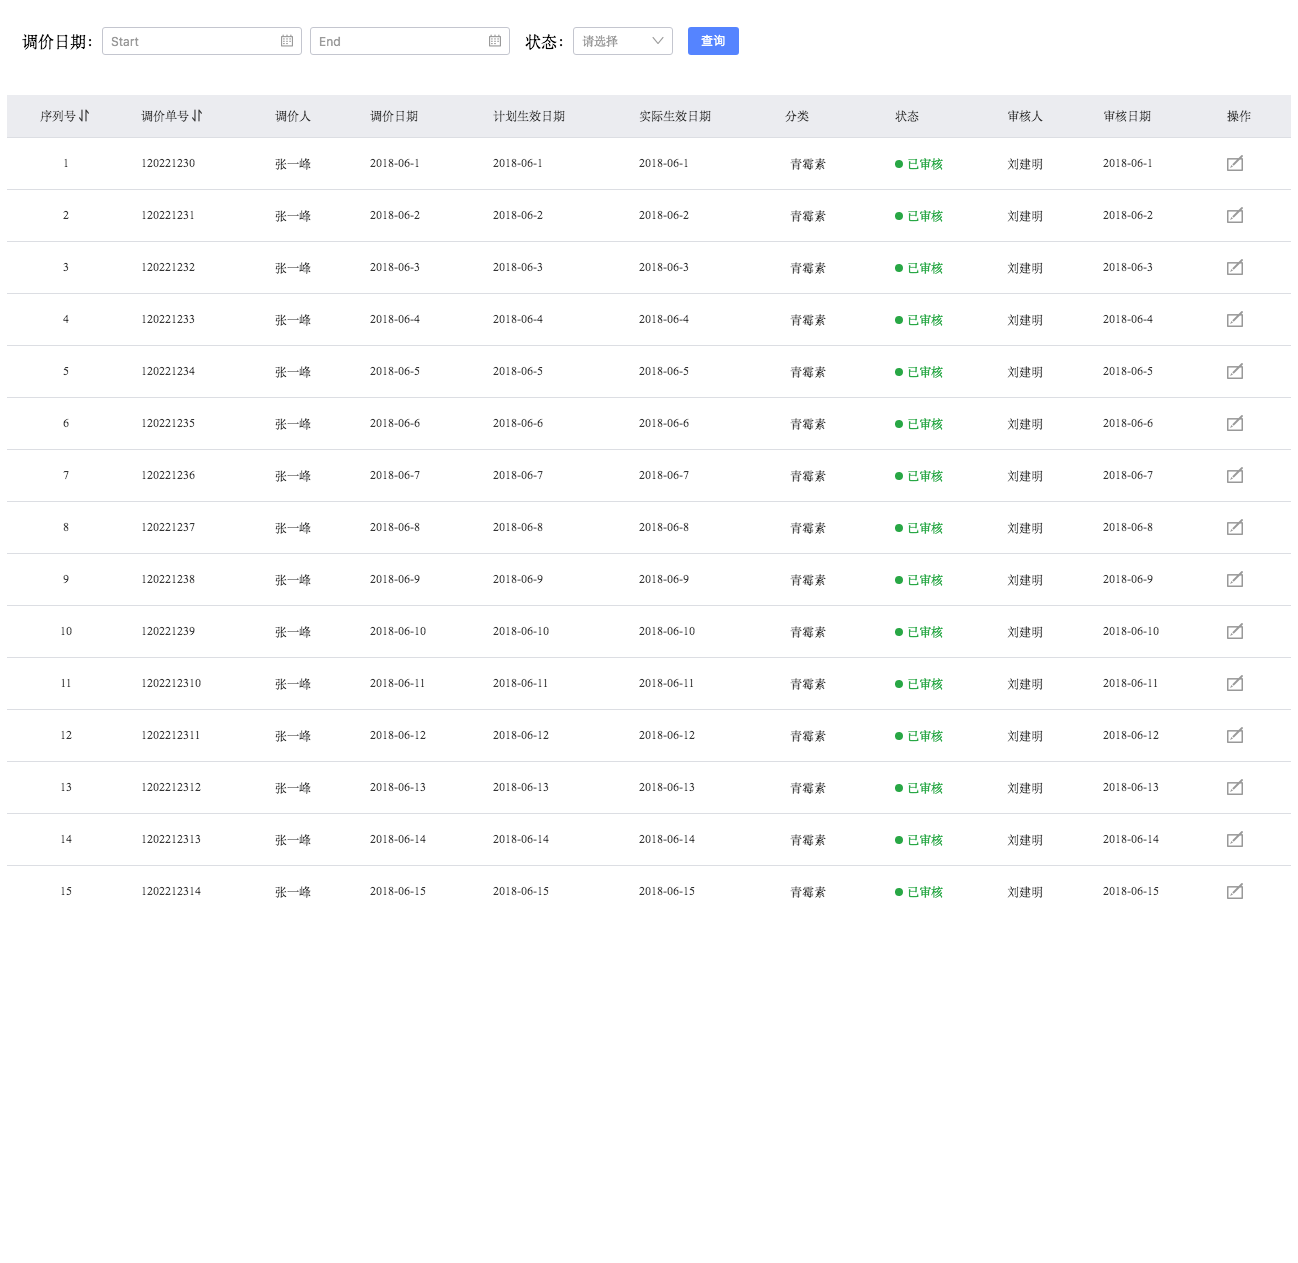 调价日期： Start End 状态： 请选择 查询
序列号 调价单号 调价人 调价日期 计划生效日期 实际生效日期 分类 状态 审核人 审核日期 操作
1 120221230 张一峰 2018-06-1 2018-06-1 2018-06-1 青霉素 已审核 刘建明 2018-06-1
2 120221231 张一峰 2018-06-2 2018-06-2 2018-06-2 青霉素 已审核 刘建明 2018-06-2
3 120221232 张一峰 2018-06-3 2018-06-3 2018-06-3 青霉素 已审核 刘建明 2018-06-3
4 120221233 张一峰 2018-06-4 2018-06-4 2018-06-4 青霉素 已审核 刘建明 2018-06-4
5 120221234 张一峰 2018-06-5 2018-06-5 2018-06-5 青霉素 已审核 刘建明 2018-06-5
6 120221235 张一峰 2018-06-6 2018-06-6 2018-06-6 青霉素 已审核 刘建明 2018-06-6
7 120221236 张一峰 2018-06-7 2018-06-7 2018-06-7 青霉素 已审核 刘建明 2018-06-7
8 120221237 张一峰 2018-06-8 2018-06-8 2018-06-8 青霉素 已审核 刘建明 2018-06-8
9 120221238 张一峰 2018-06-9 2018-06-9 2018-06-9 青霉素 已审核 刘建明 2018-06-9
10 120221239 张一峰 2018-06-10 2018-06-10 2018-06-10 青霉素 已审核 刘建明 2018-06-10
11 1202212310 张一峰 2018-06-11 2018-06-11 2018-06-11 青霉素 已审核 刘建明 2018-06-11
12 1202212311 张一峰 2018-06-12 2018-06-12 2018-06-12 青霉素 已审核 刘建明 2018-06-12
13 1202212312 张一峰 2018-06-13 2018-06-13 2018-06-13 青霉素 已审核 刘建明 2018-06-13
14 1202212313 张一峰 2018-06-14 2018-06-14 2018-06-14 青霉素 已审核 刘建明 2018-06-14
15 1202212314 张一峰 2018-06-15 2018-06-15 2018-06-15 青霉素 已审核 刘建明 2018-06-15